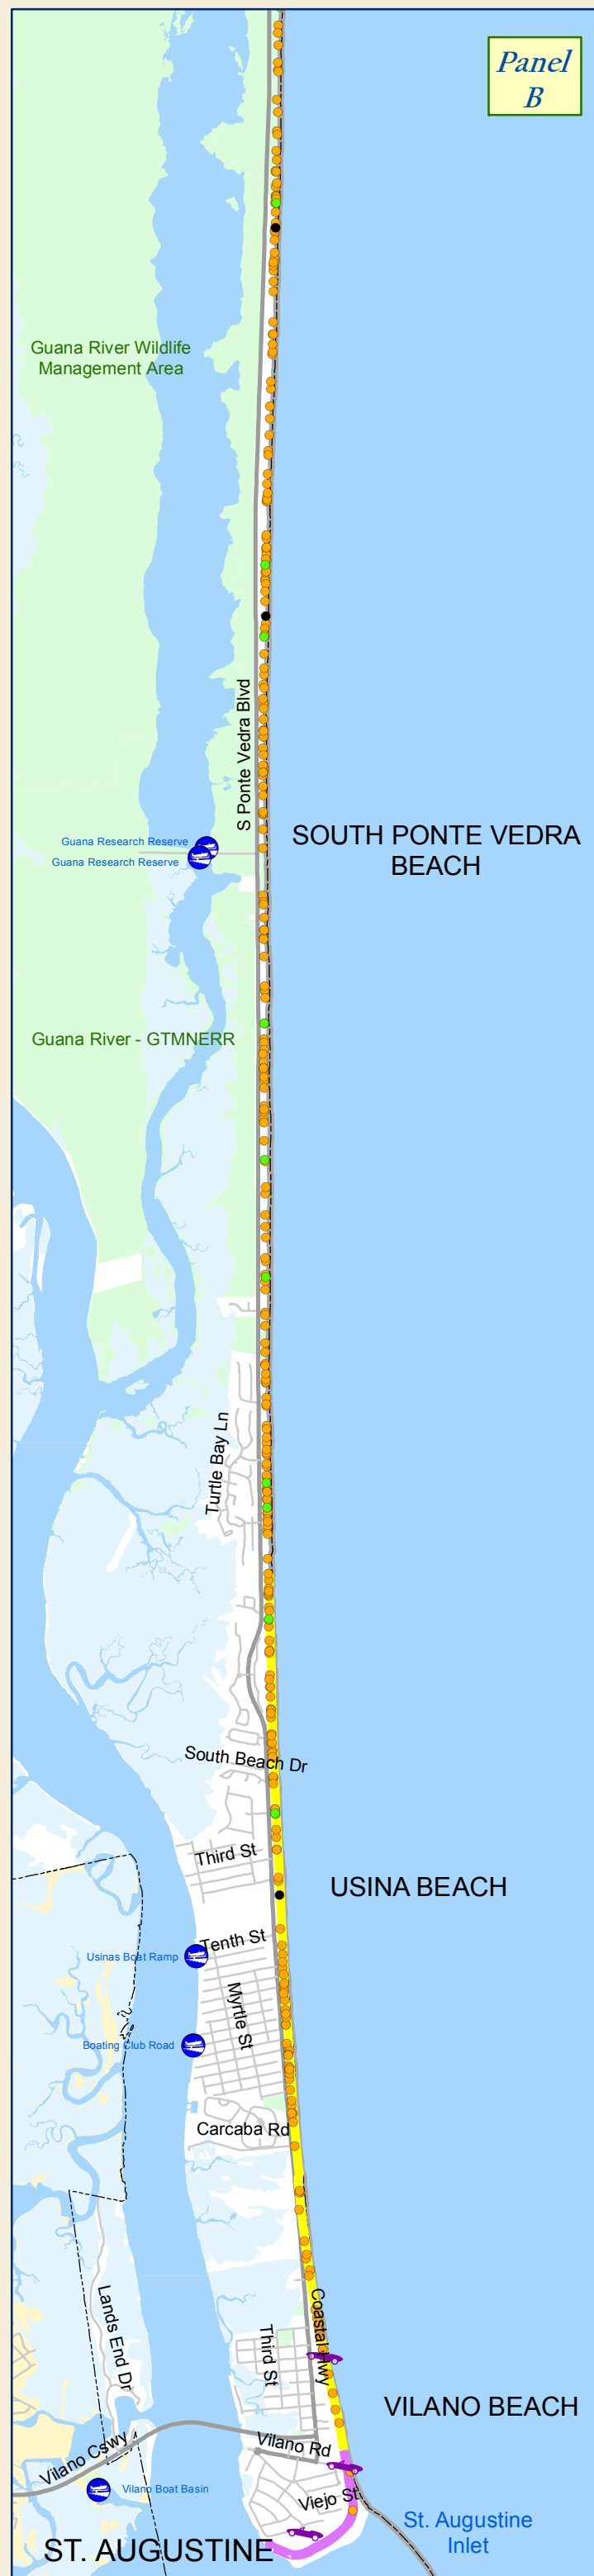 Panel
B
Guana River Wildlife
Management Area
S Ponte Vedra Blvd
SOUTH PONTE VEDRA
BEACH
Guana Research Reserve
Guana Research Reserve
Guana River - GTMNERR
Turtle Bay Ln
South Beach Dr
Third St
USINA BEACH
Tenth St
Usinas Boat Ramp
Myrtle St
Boating Club Road
Carcaba Rd
Lands End Dr
Third St
Coastal Hwy
VILANO BEACH
Vilano Rd
Vilano Cswy
Vilano Boat Basin
Viejo St
St. Augustine
Inlet
ST. AUGUSTINE